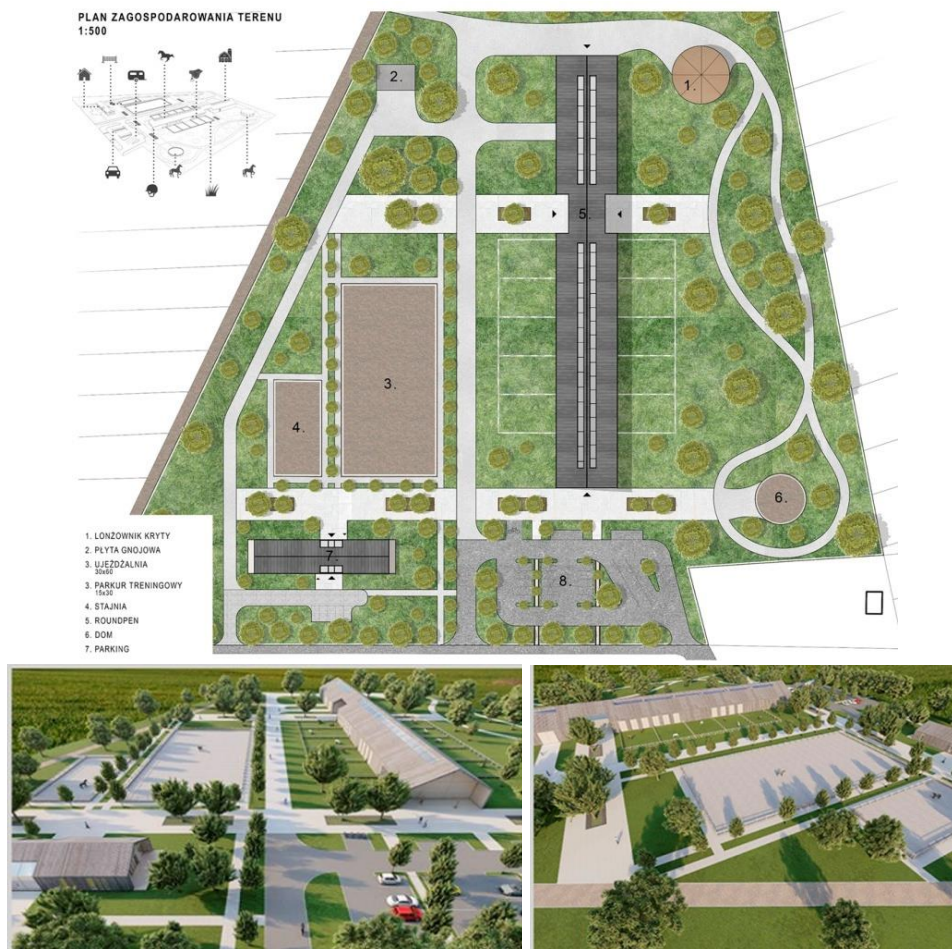 PLAN ZAGOSPODAROWANIA TERENU
1:500
1.
2.
3.
4.
5.
6.
7.
8.
1. LONŻOWNIK KRYTY
2. PŁYTA GNOJOWA
3. UJEŻDŻALNIA
30x60
3. PARKUR TRENINGOWY
15x30
4. STAJNIA
5. ROUNDPEN
6. DOM
7. PARKING